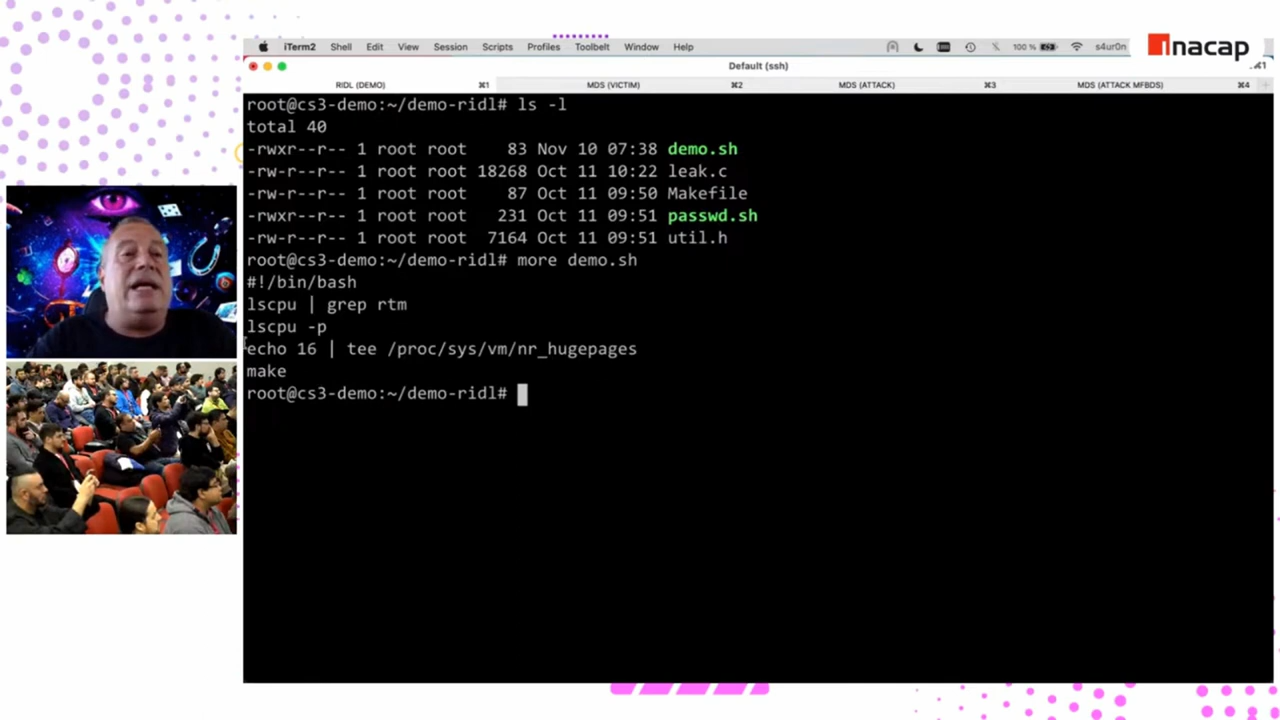 iTerm2 Shell Edit View Session Scripts Profiles Toolbelt Window Help 100 % s4ur0n
inacap
Default (ssh) ⌘1
RIDL (DEMO) ⌘1 MDS (VICTIM) ⌘2 MDS (ATTACK) ⌘3 MDS (ATTACK MFBDS) ⌘4
root@cs3-demo:~/demo-ridl# ls -l
total 40
-rwxr--r-- 1 root root 83 Nov 10 07:38 demo.sh
-rw-r--r-- 1 root root 18268 Oct 11 10:22 leak.c
-rw-r--r-- 1 root root 87 Oct 11 09:50 Makefile
-rwxr--r-- 1 root root 231 Oct 11 09:51 passwd.sh
-rw-r--r-- 1 root root 7164 Oct 11 09:51 util.h
root@cs3-demo:~/demo-ridl# more demo.sh
#!/bin/bash
lscpu | grep rtm
lscpu -p
echo 16 | tee /proc/sys/vm/nr_hugepages
make
root@cs3-demo:~/demo-ridl#